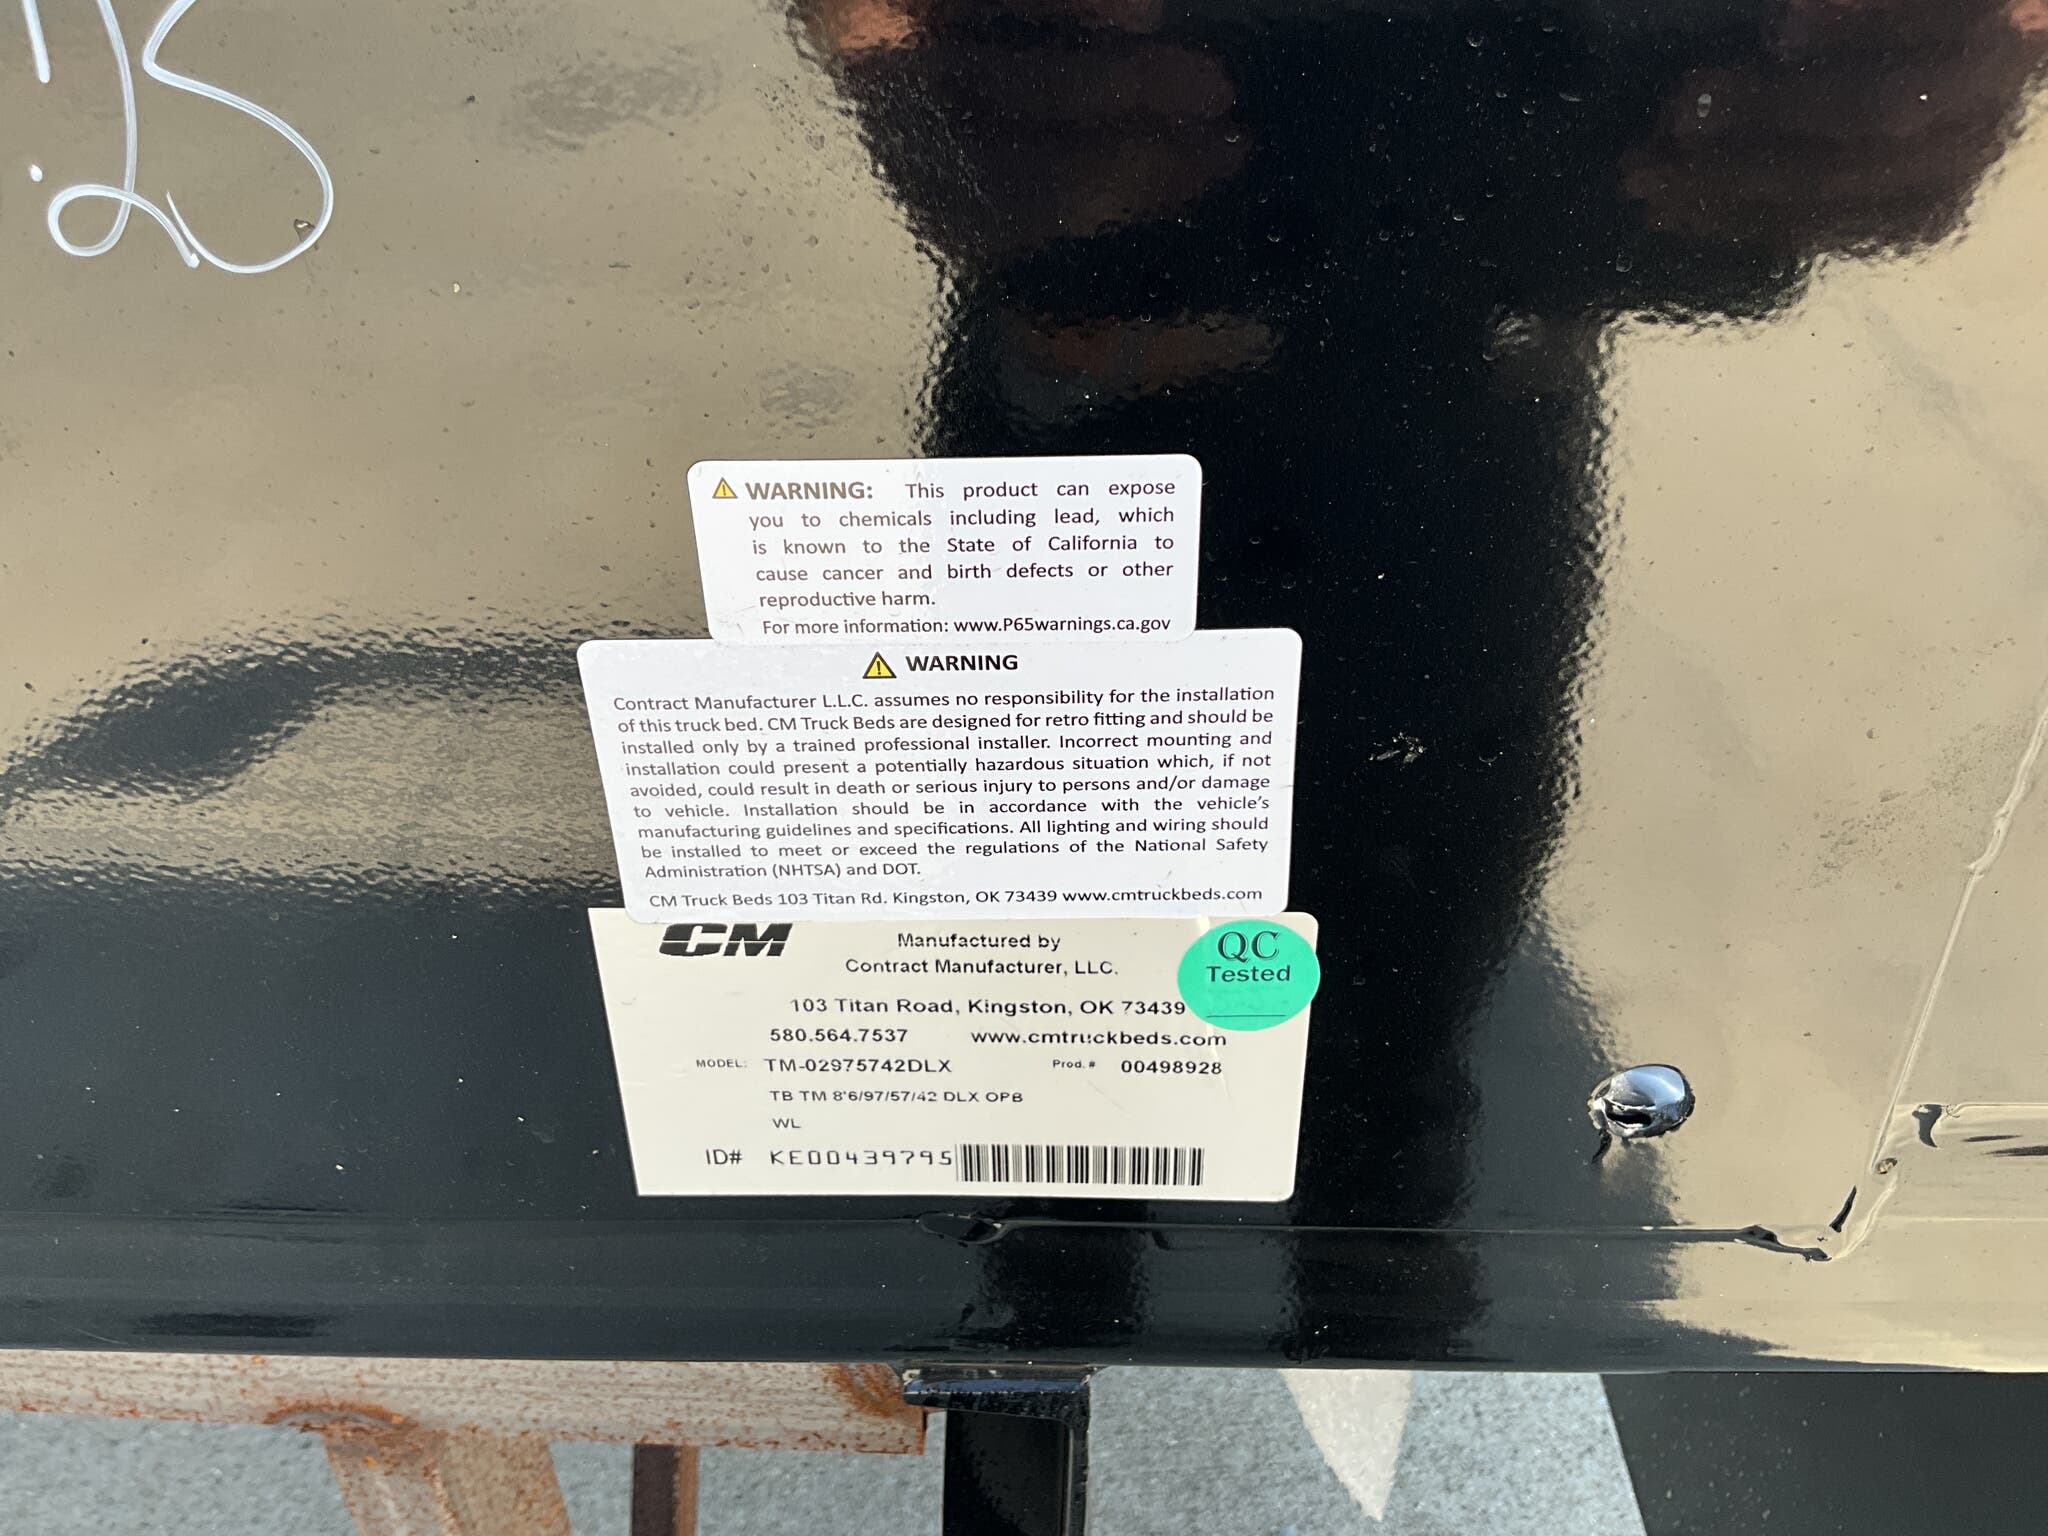 WARNING: This product can expose
you to chemicals including lead, which
is known to the State of California to
cause cancer and birth defects or other
reproductive harm.
For more information: www.P65warnings.ca.gov
WARNING
Contract Manufacturer L.L.C. assumes no responsibility for the installation
of this truck bed. CM Truck Beds are designed for retro fitting and should be
installed only by a trained professional installer. Incorrect mounting and
installation could present a potentially hazardous situation which, if not
avoided, could result in death or serious injury to persons and/or damage
to vehicle. Installation should be in accordance with the vehicle's
manufacturing guidelines and specifications. All lighting and wiring should
be installed to meet or exceed the regulations of the National Safety
Administration (NHTSA) and DOT.
CM Truck Beds 103 Titan Rd. Kingston, OK 73439 www.cmtruckbeds.com
CM
Manufactured by
Contract Manufacturer, LLC.
QC
Tested
103 Titan Road, Kingston, OK 73439
580.564.7537 www.cmtruckbeds.com
MODEL: TM-02975742DLX Prod. # 00498928
TB TM 8'6/97/57/42 DLX OPB
WL
ID# KE00439795